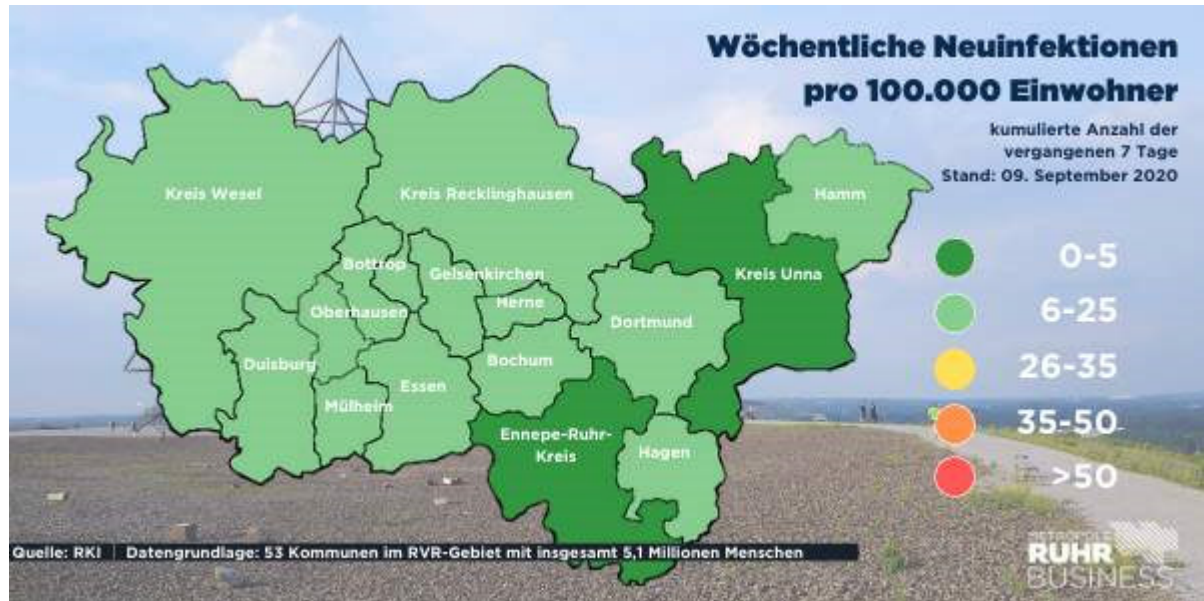 Wöchentliche Neuinfektionen
pro 100.000 Einwohner
kumulierte Anzahl der
vergangenen 7 Tage
Stand: 09. September 2020
Kreis Wesel
Kreis Recklinghausen
Hamm
Bottrop
Gelsenkirchen
Kreis Unna
Oberhausen
Herne
Dortmund
Duisburg
Bochum
Essen
Mülheim
Ennepe-Ruhr-
Kreis
Hagen
0-5
6-25
26-35
35-50
>50
Quelle: RKI | Datengrundlage: 53 Kommunen im RVR-Gebiet mit insgesamt 5,1 Millionen Menschen
RUHR
BUSINESS